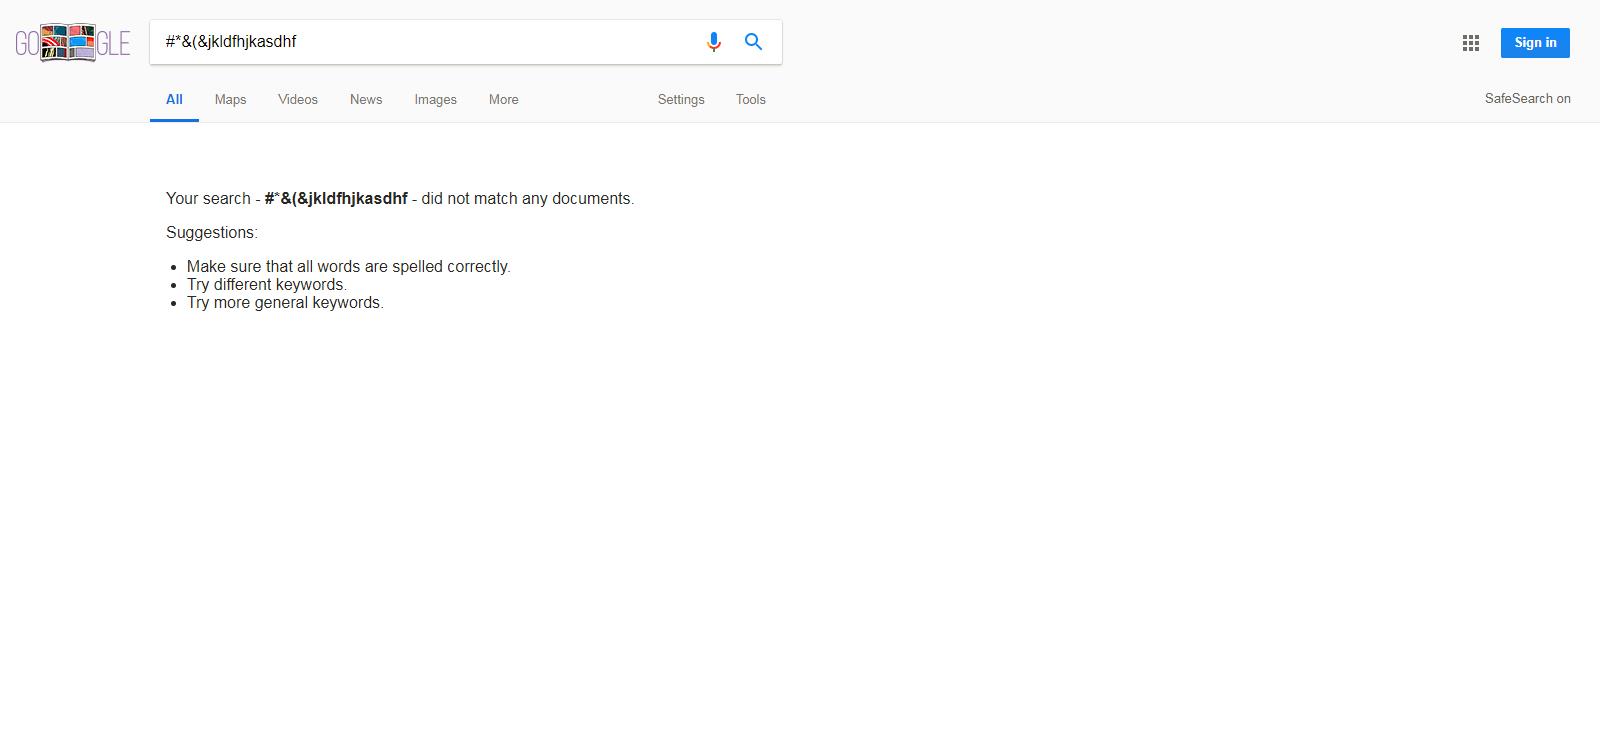 GO GLE
#*&(&jkldfhjkasdhf
Sign in
All Maps Videos News Images More Settings Tools
SafeSearch on
Your search - #*&(&jkldfhjkasdhf - did not match any documents.
Suggestions:
Make sure that all words are spelled correctly.
Try different keywords.
Try more general keywords.